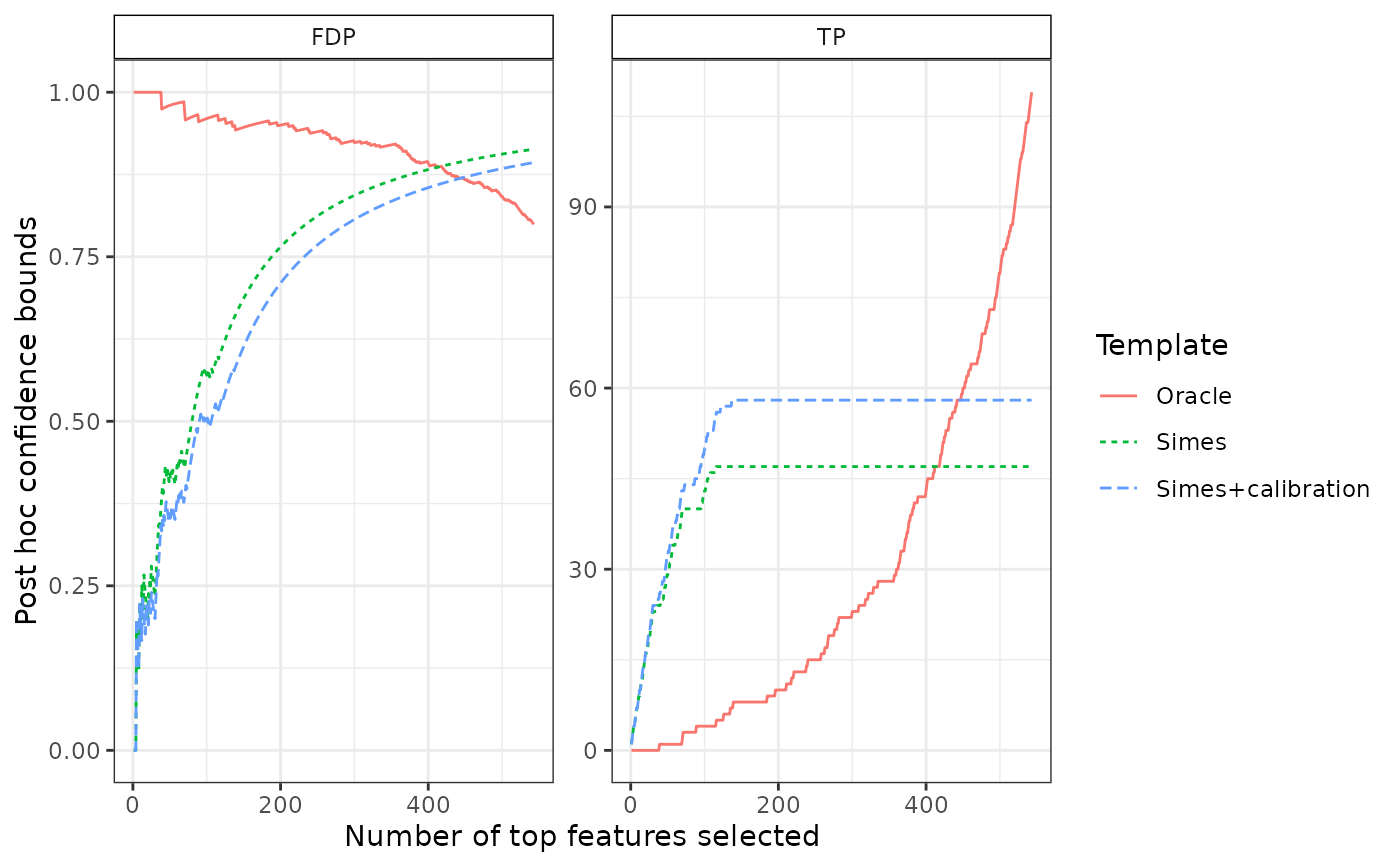 FDP
TP
Post hoc confidence bounds
1.00
0.75
0.50
0.25
0.00
90
60
30
0
0 200 400
0 200 400
Number of top features selected
Template
Oracle
Simes
Simes+calibration